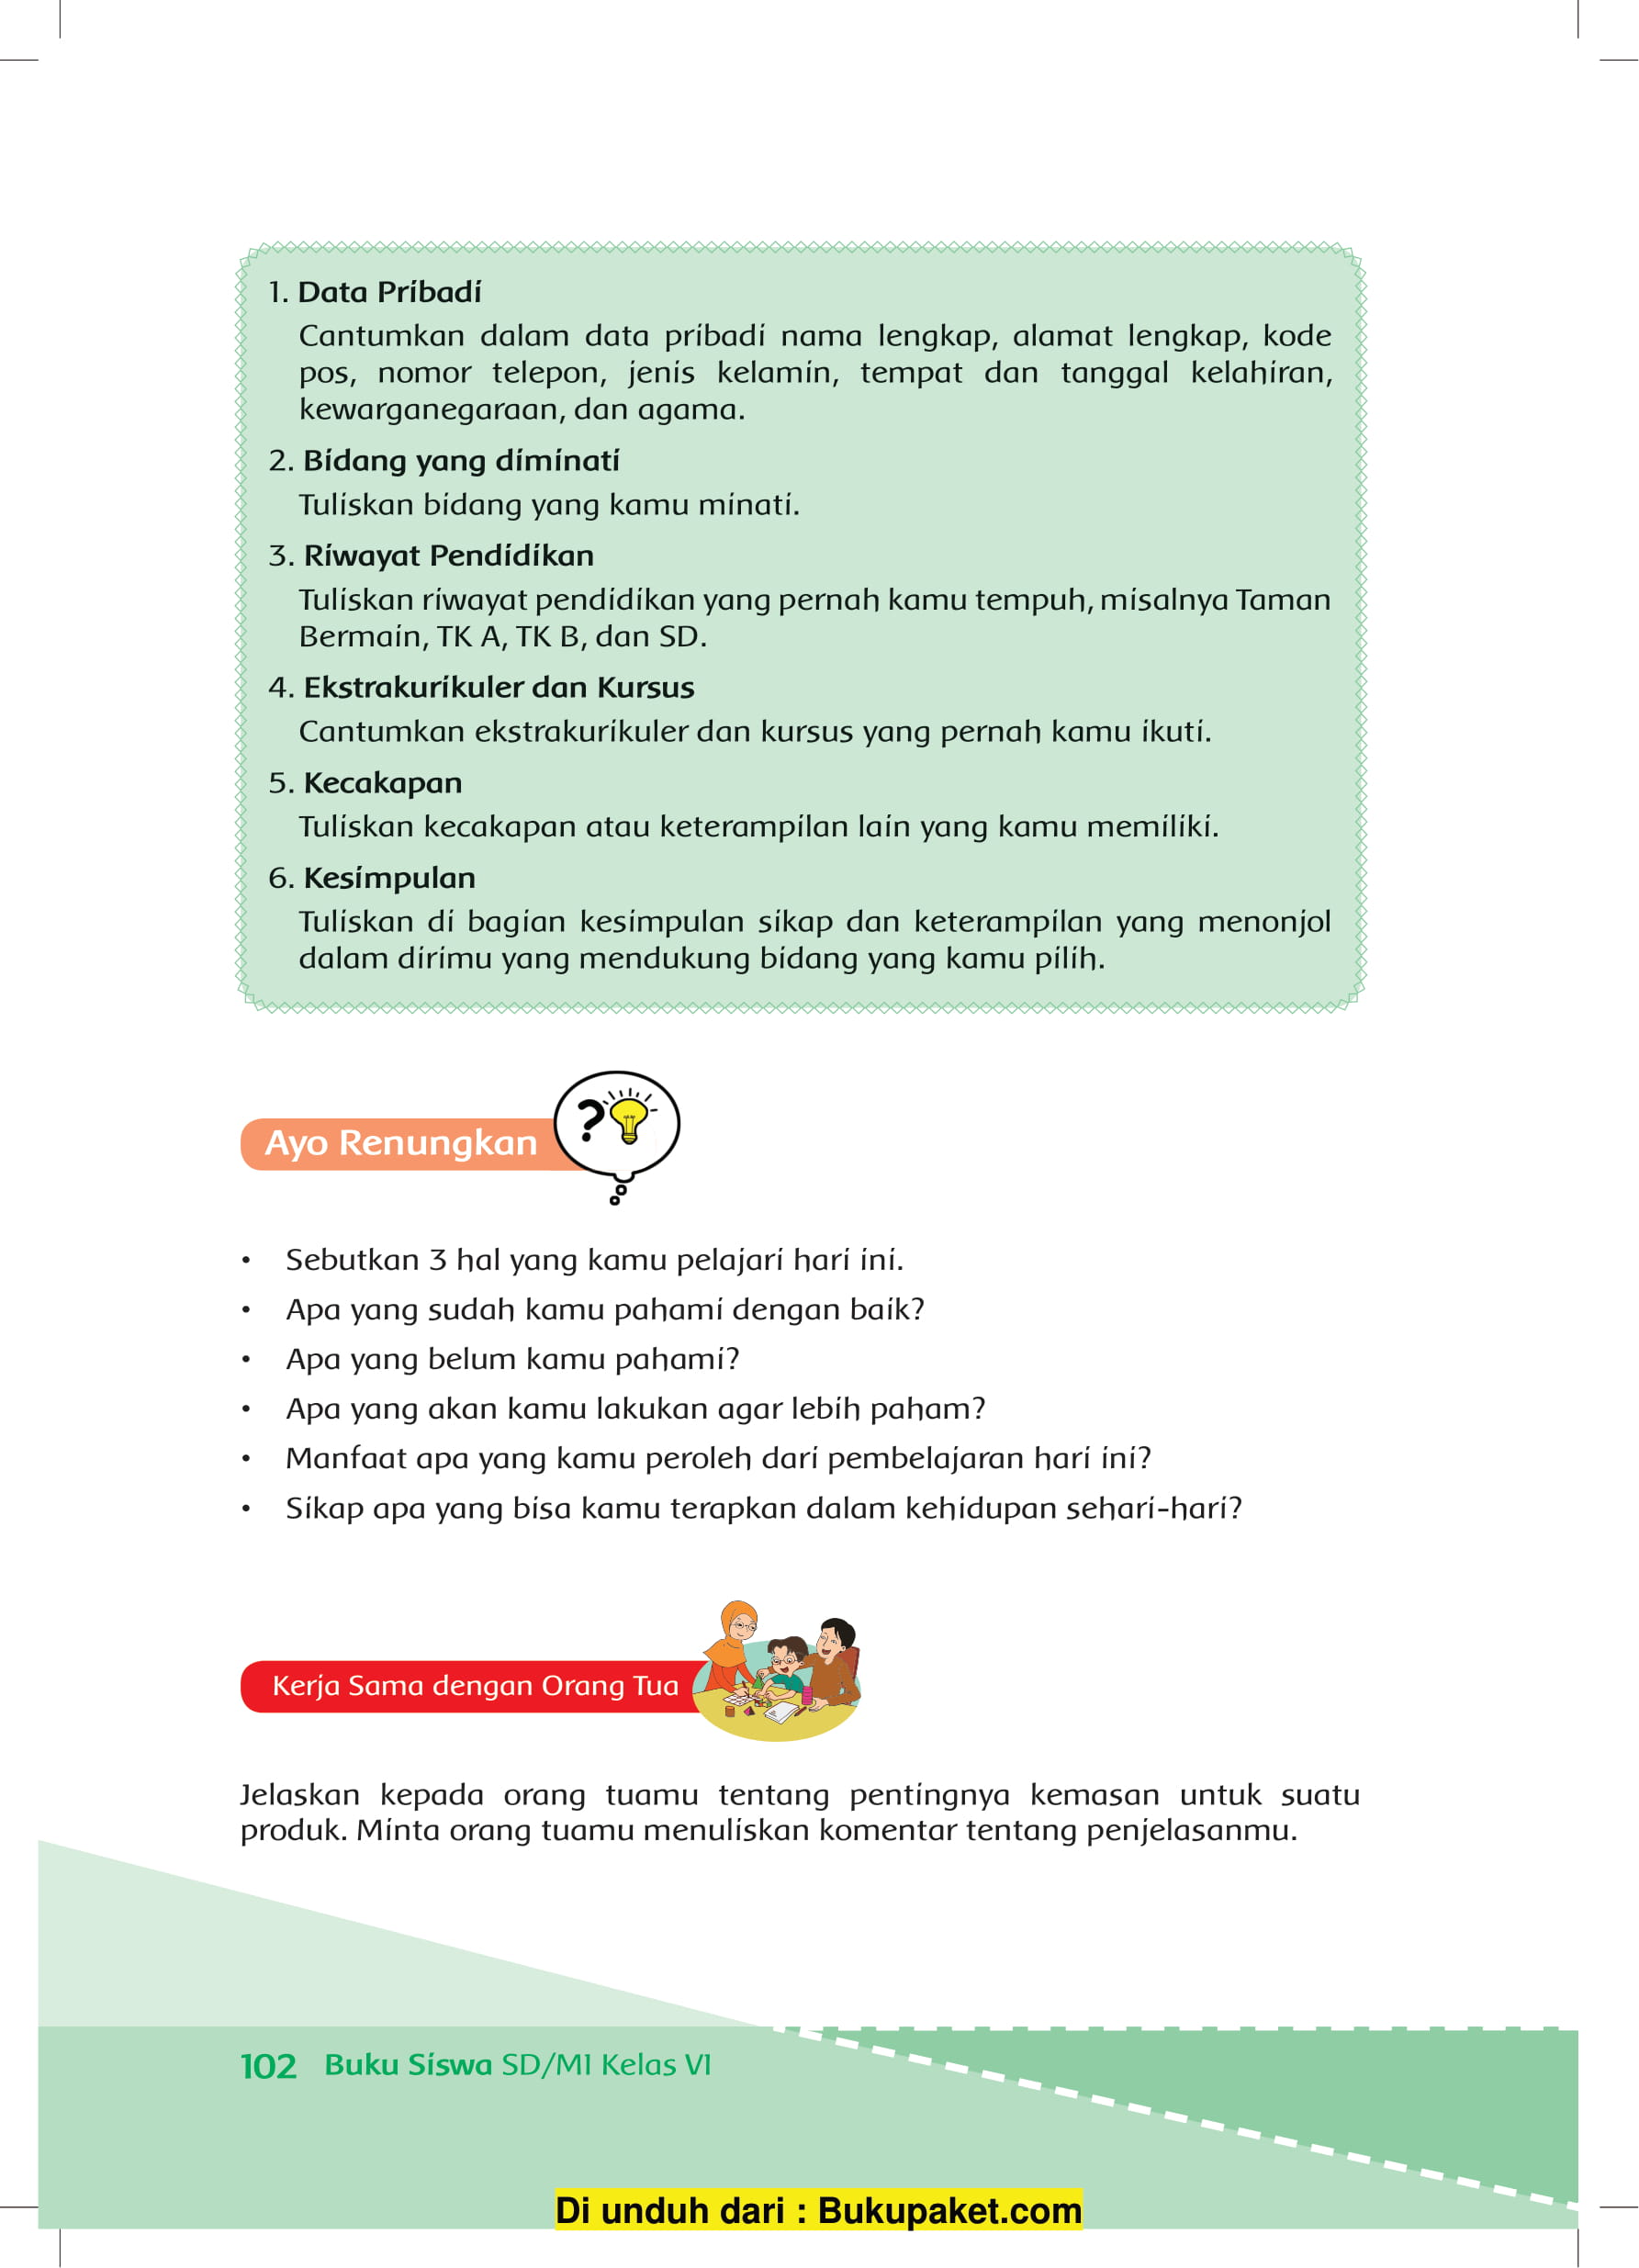 1. Data Pribadi
Cantumkan dalam data pribadi nama lengkap, alamat lengkap, kode
pos, nomor telepon, jenis kelamin, tempat dan tanggal kelahiran,
kewarganegaraan, dan agama.
2. Bidang yang diminati
Tuliskan bidang yang kamu minati.
3. Riwayat Pendidikan
Tuliskan riwayat pendidikan yang pernah kamu tempuh, misalnya Taman
Bermain, TK A, TK B, dan SD.
4. Ekstrakurikuler dan Kursus
Cantumkan ekstrakurikuler dan kursus yang pernah kamu ikuti.
5. Kecakapan
Tuliskan kecakapan atau keterampilan lain yang kamu memiliki.
6. Kesimpulan
Tuliskan di bagian kesimpulan sikap dan keterampilan yang menonjol
dalam dirimu yang mendukung bidang yang kamu pilih.
Ayo Renungkan
?
• Sebutkan 3 hal yang kamu pelajari hari ini.
• Apa yang sudah kamu pahami dengan baik?
• Apa yang belum kamu pahami?
• Apa yang akan kamu lakukan agar lebih paham?
• Manfaat apa yang kamu peroleh dari pembelajaran hari ini?
• Sikap apa yang bisa kamu terapkan dalam kehidupan sehari-hari?
Kerja Sama dengan Orang Tua
Jelaskan kepada orang tuamu tentang pentingnya kemasan untuk suatu
produk. Minta orang tuamu menuliskan komentar tentang penjelasanmu.
102 Buku Siswa SD/MI Kelas VI
Di unduh dari : Bukupaket.com